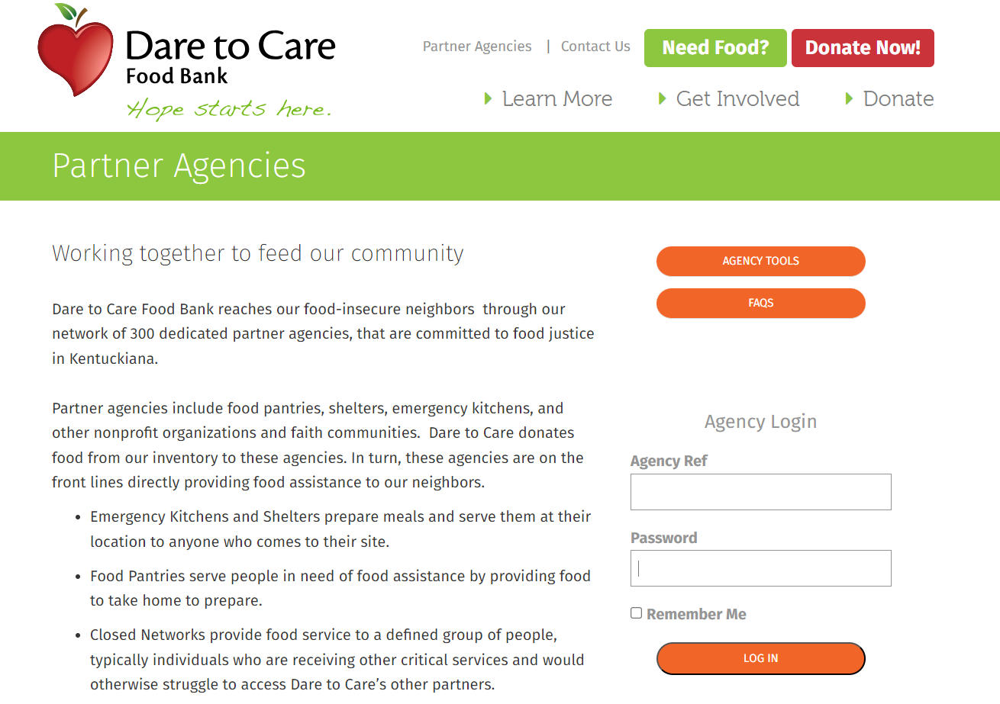 Dare to Care
Food Bank
Hope starts here.
Partner Agencies | Contact Us
Need Food?
Donate Now!
Learn More
Get Involved
Donate
Partner Agencies
Working together to feed our community
Dare to Care Food Bank reaches our food-insecure neighbors  through our
network of 300 dedicated partner agencies, that are committed to food justice
in Kentuckiana.
Partner agencies include food pantries, shelters, emergency kitchens, and
other nonprofit organizations and faith communities.  Dare to Care donates
food from our inventory to these agencies. In turn, these agencies are on the
front lines directly providing food assistance to our neighbors.
• Emergency Kitchens and Shelters prepare meals and serve them at their
location to anyone who comes to their site.
• Food Pantries serve people in need of food assistance by providing food
to take home to prepare.
• Closed Networks provide food service to a defined group of people,
typically individuals who are receiving other critical services and would
otherwise struggle to access Dare to Care’s other partners.
AGENCY TOOLS
FAQS
Agency Login
Agency Ref
Password
Remember Me
LOG IN